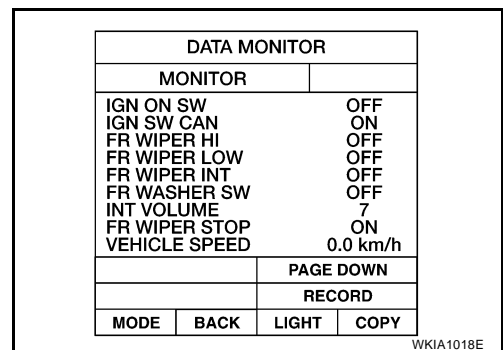 DATA MONITOR
MONITOR
IGN ON SW OFF
IGN SW CAN ON
FR WIPER HI OFF
FR WIPER LOW OFF
FR WIPER INT OFF
FR WASHER SW OFF
INT VOLUME 7
FR WIPER STOP ON
VEHICLE SPEED 0.0 km/h
PAGE DOWN
RECORD
MODE BACK LIGHT COPY
WKIA1018E